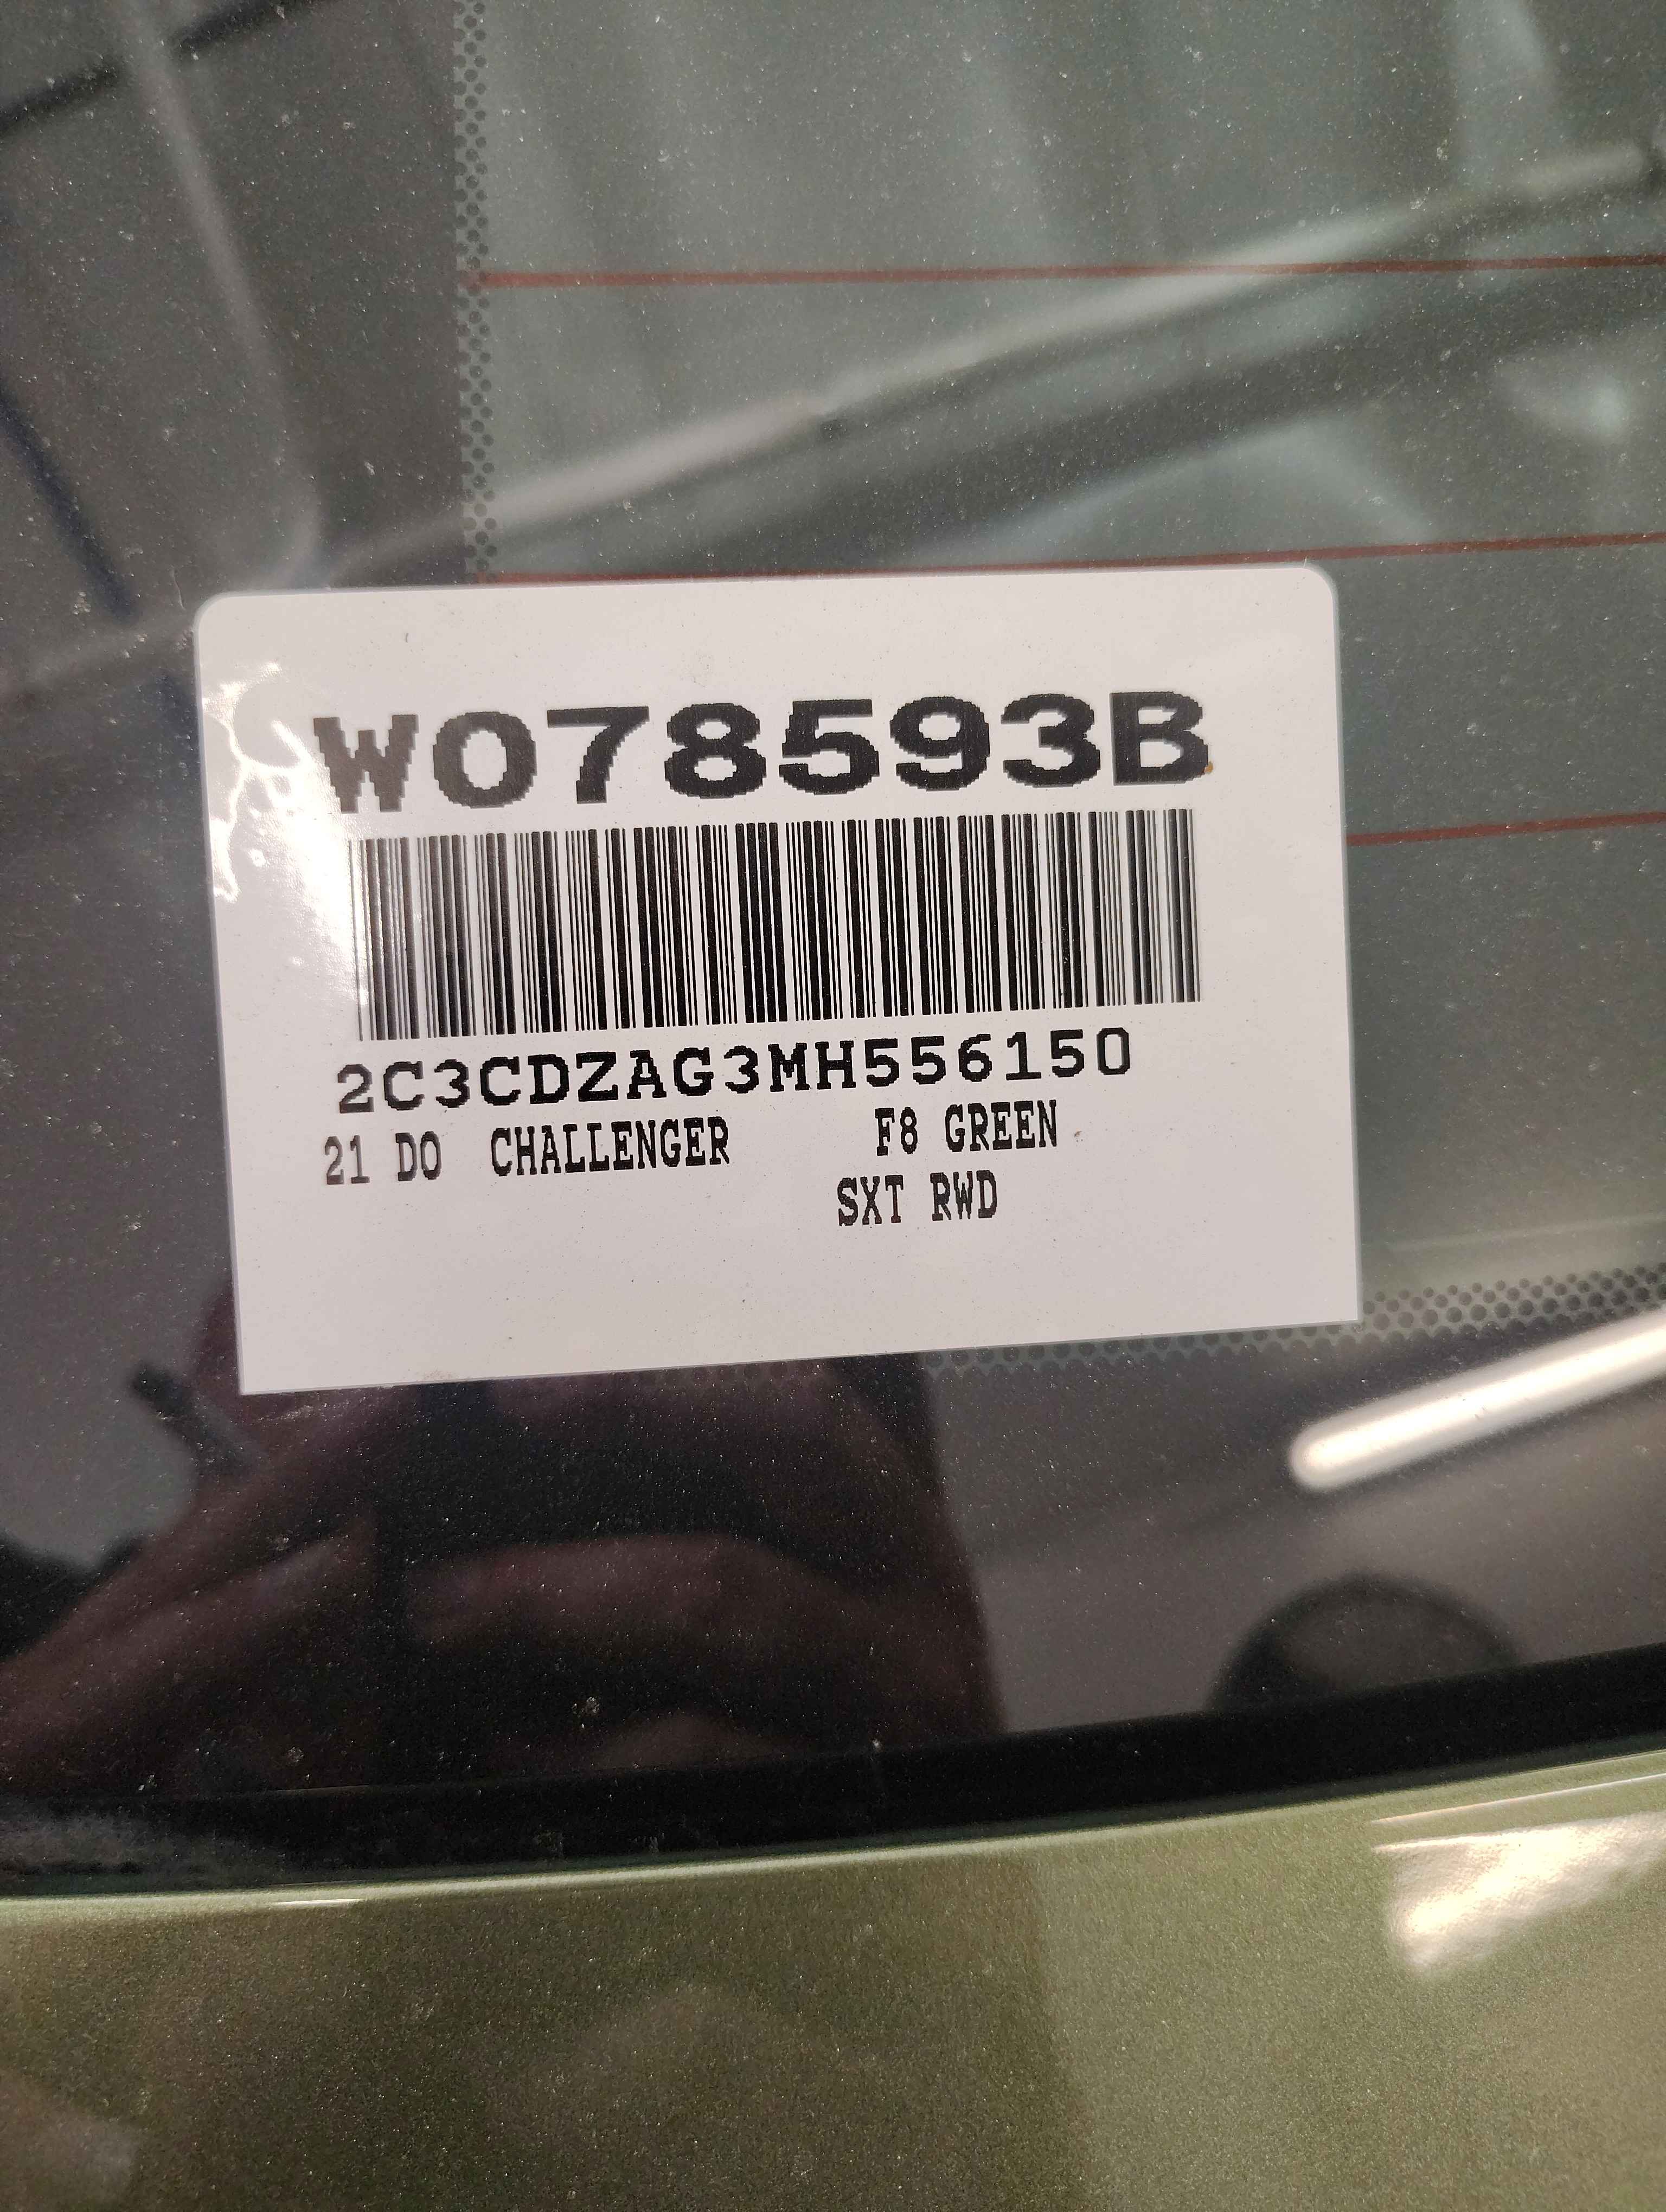 W078593B
2C3CDZAG3MH556150
21 DO CHALLENGER F8 GREEN
SXT RWD